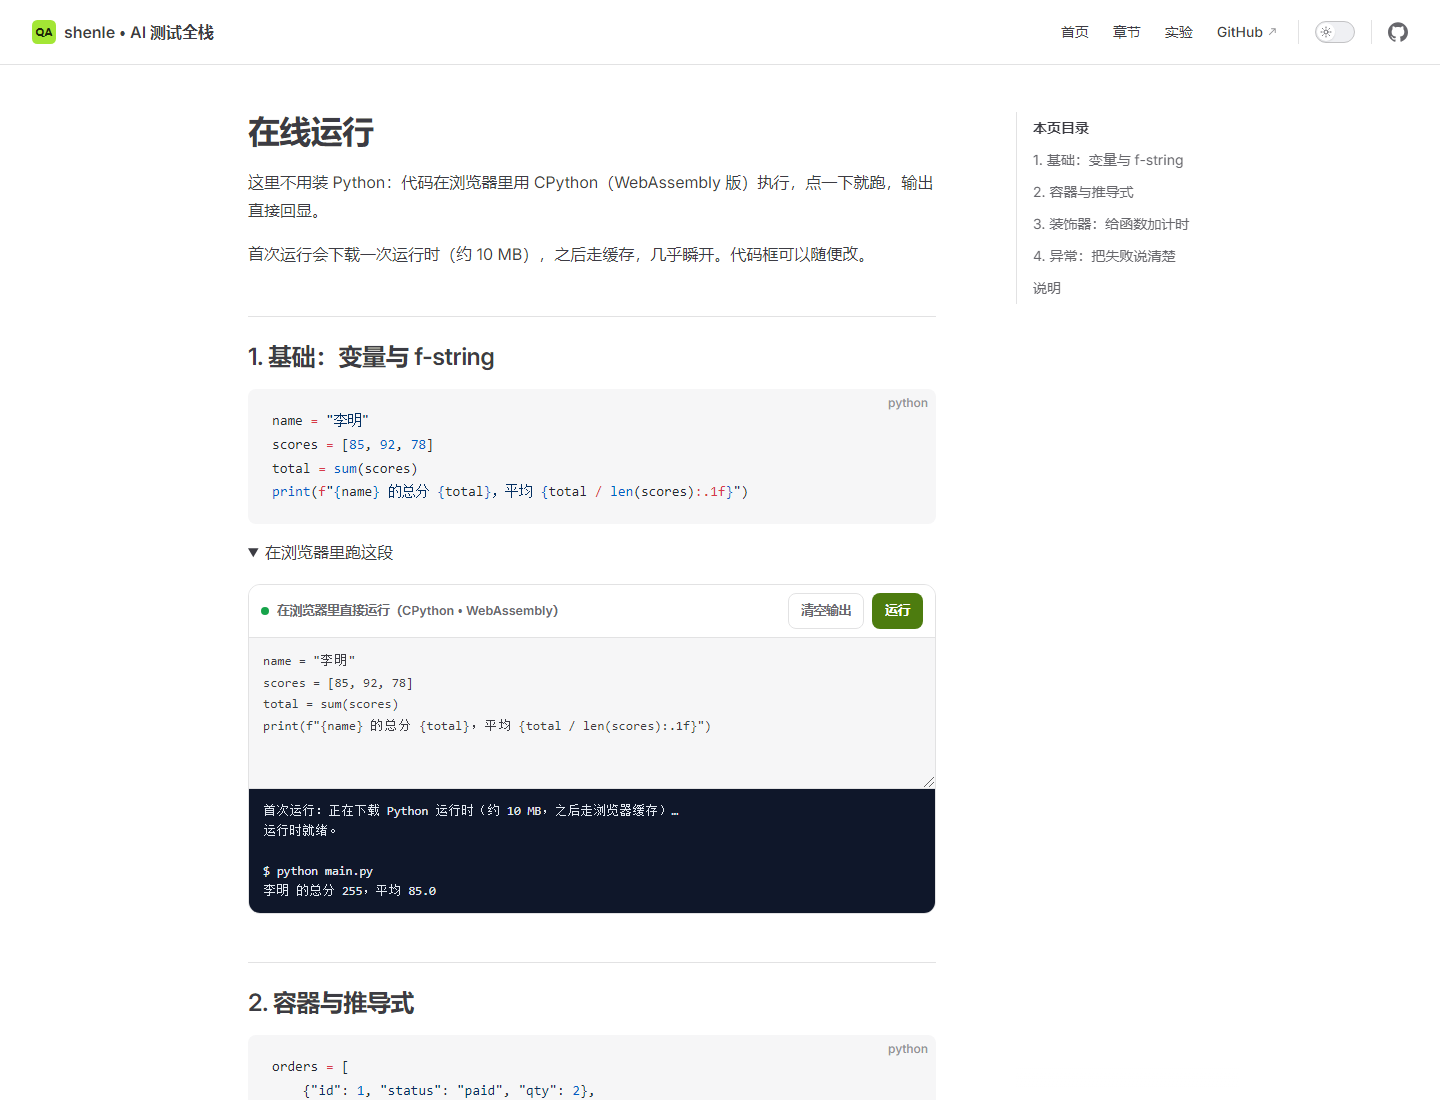 QA shenle • AI 测试全栈
首页 章节 实验 GitHub ↗
在线运行
这里不用装 Python：代码在浏览器里用 CPython（WebAssembly 版）执行，点一下就跑，输出
直接回显。
首次运行会下载一次运行时（约 10 MB），之后走缓存，几乎瞬开。代码框可以随便改。
1. 基础：变量与 f-string
python
name = "李明"
scores = [85, 92, 78]
total = sum(scores)
print(f"{name} 的总分 {total}，平均 {total / len(scores):.1f}")
▼ 在浏览器里跑这段
在浏览器里直接运行（CPython • WebAssembly）
清空输出 运行
name = "李明"
scores = [85, 92, 78]
total = sum(scores)
print(f"{name} 的总分 {total}，平均 {total / len(scores):.1f}")
首次运行：正在下载 Python 运行时（约 10 MB，之后走浏览器缓存）…
运行时就绪。
$ python main.py
李明 的总分 255，平均 85.0
2. 容器与推导式
python
orders = [
{"id": 1, "status": "paid", "qty": 2},
本页目录
1. 基础：变量与 f-string
2. 容器与推导式
3. 装饰器：给函数加计时
4. 异常：把失败说清楚
说明